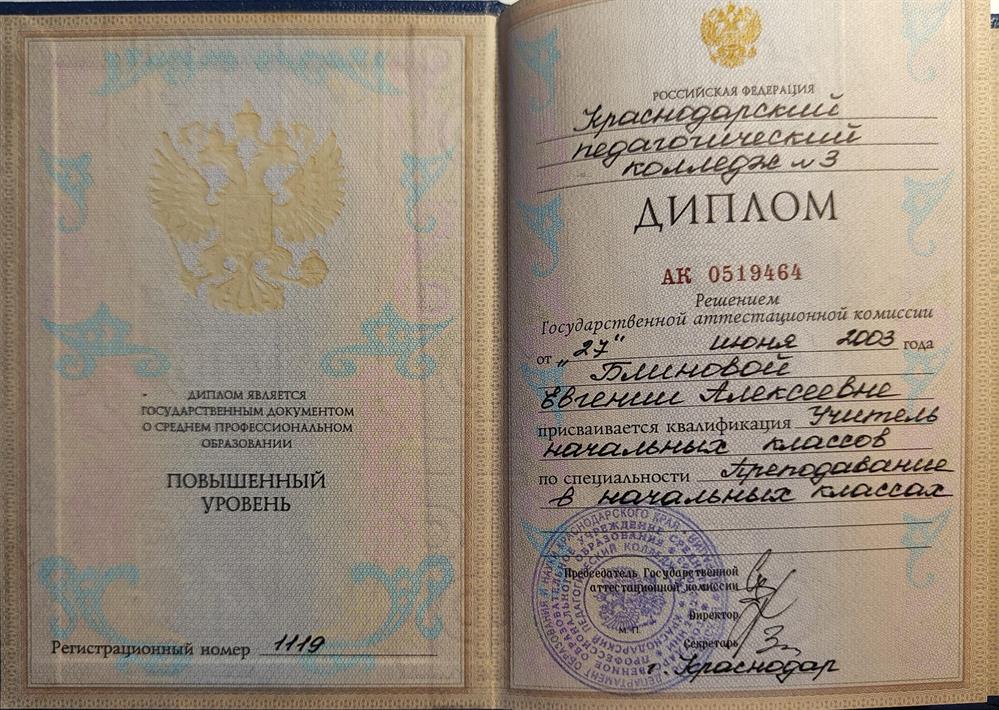 ДИПЛОМ ЯВЛЯЕТСЯ
ГОСУДАРСТВЕННЫМ ДОКУМЕНТОМ
О СРЕДНЕМ ПРОФЕССИОНАЛЬНОМ
ОБРАЗОВАНИИ
ПОВЫШЕННЫЙ
УРОВЕНЬ
Регистрационный номер 1119
РОССИЙСКАЯ ФЕДЕРАЦИЯ
Краснодарский
педагогический
колледж №3
ДИПЛОМ
АК 0519464
Решением
Государственной аттестационной комиссии
от „27" июня 2003 года
Блиновой
Евгении Алексеевне
присваивается квалификация Учитель
начальных классов
по специальности Преподавание
в начальных классах
Председатель Государственной
аттестационной комиссии
Директор
М.П.
Секретарь
г. Краснодар